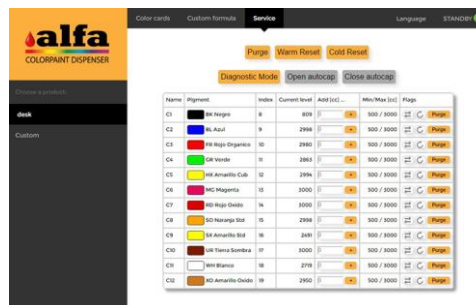 Color cards Custom formula Service Language STANDBY
alfa
COLORPAINT DISPENSER
Choose a product:
desk
Custom
Purge Warm Reset Cold Reset
Diagnostic Mode Open autocap Close autocap
Name Pigment Index Current level Add [cc] ... Min/Max [cc] Flags
C1 BK Negro 8 809 + 500 / 3000 Purge
C2 BL Azul 9 2998 + 500 / 3000 Purge
C3 FR Rojo Organico 10 2980 + 500 / 3000 Purge
C4 GR Verde 11 2863 + 500 / 3000 Purge
C5 HX Amarillo Cub 12 2994 + 500 / 3000 Purge
C6 MG Magenta 13 3000 + 500 / 3000 Purge
C7 RD Rojo Oxido 14 3000 + 500 / 3000 Purge
C8 SO Naranja Std 15 2998 + 500 / 3000 Purge
C9 SX Amarillo Std 16 2491 + 500 / 3000 Purge
C10 UR Tierra Sombra 17 3000 + 500 / 3000 Purge
C11 WH Blanco 18 2719 + 500 / 3000 Purge
C12 XO Amarillo Oxido 19 2950 + 500 / 3000 Purge